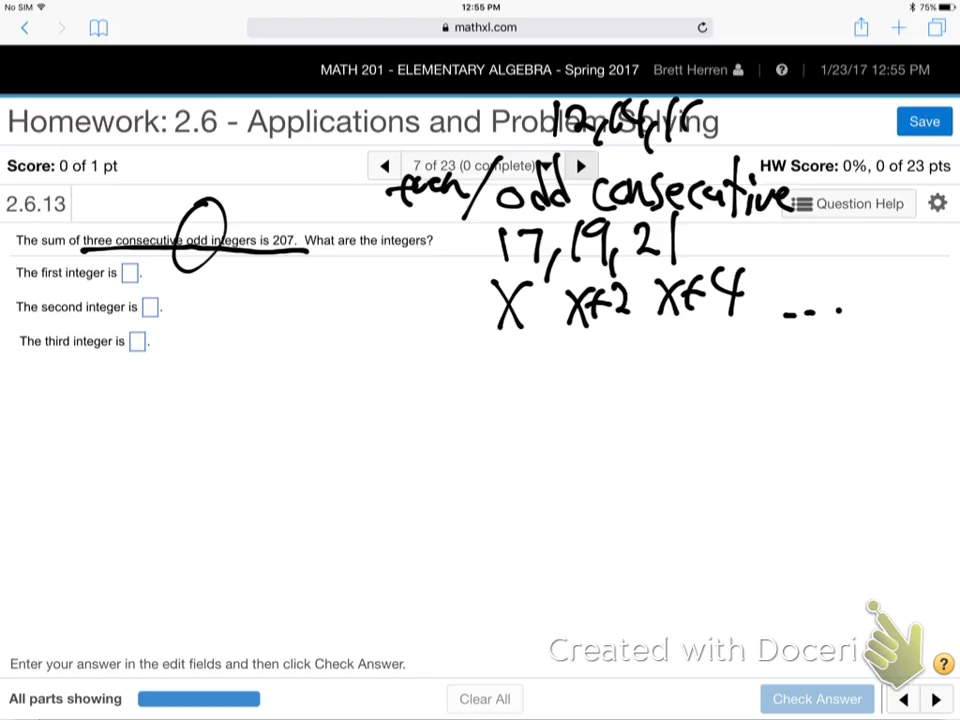 No SIM 12:55 PM 75%
mathxl.com
MATH 201 - ELEMENTARY ALGEBRA - Spring 2017 Brett Herren ? 1/23/17 12:55 PM
Homework: 2.6 - Applications and Problem Solving Save
12, 14, 16
Score: 0 of 1 pt 7 of 23 (0 complete) HW Score: 0%, 0 of 23 pts
even/odd consecutive
2.6.13 Question Help
The sum of three consecutive odd integers is 207. What are the integers?
17, 19, 21
The first integer is .
The second integer is .
x x+2 x+4 ...
The third integer is .
Created with Doceri
Enter your answer in the edit fields and then click Check Answer. ?
All parts showing Clear All Check Answer